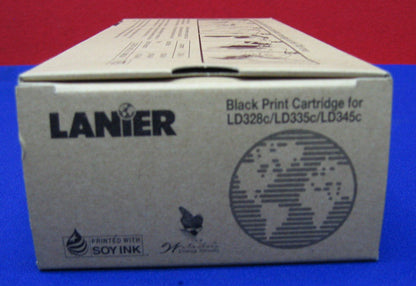 LANIER
Black Print Cartridge for
LD328c/LD335c/LD345c
PRINTED WITH
SOY INK